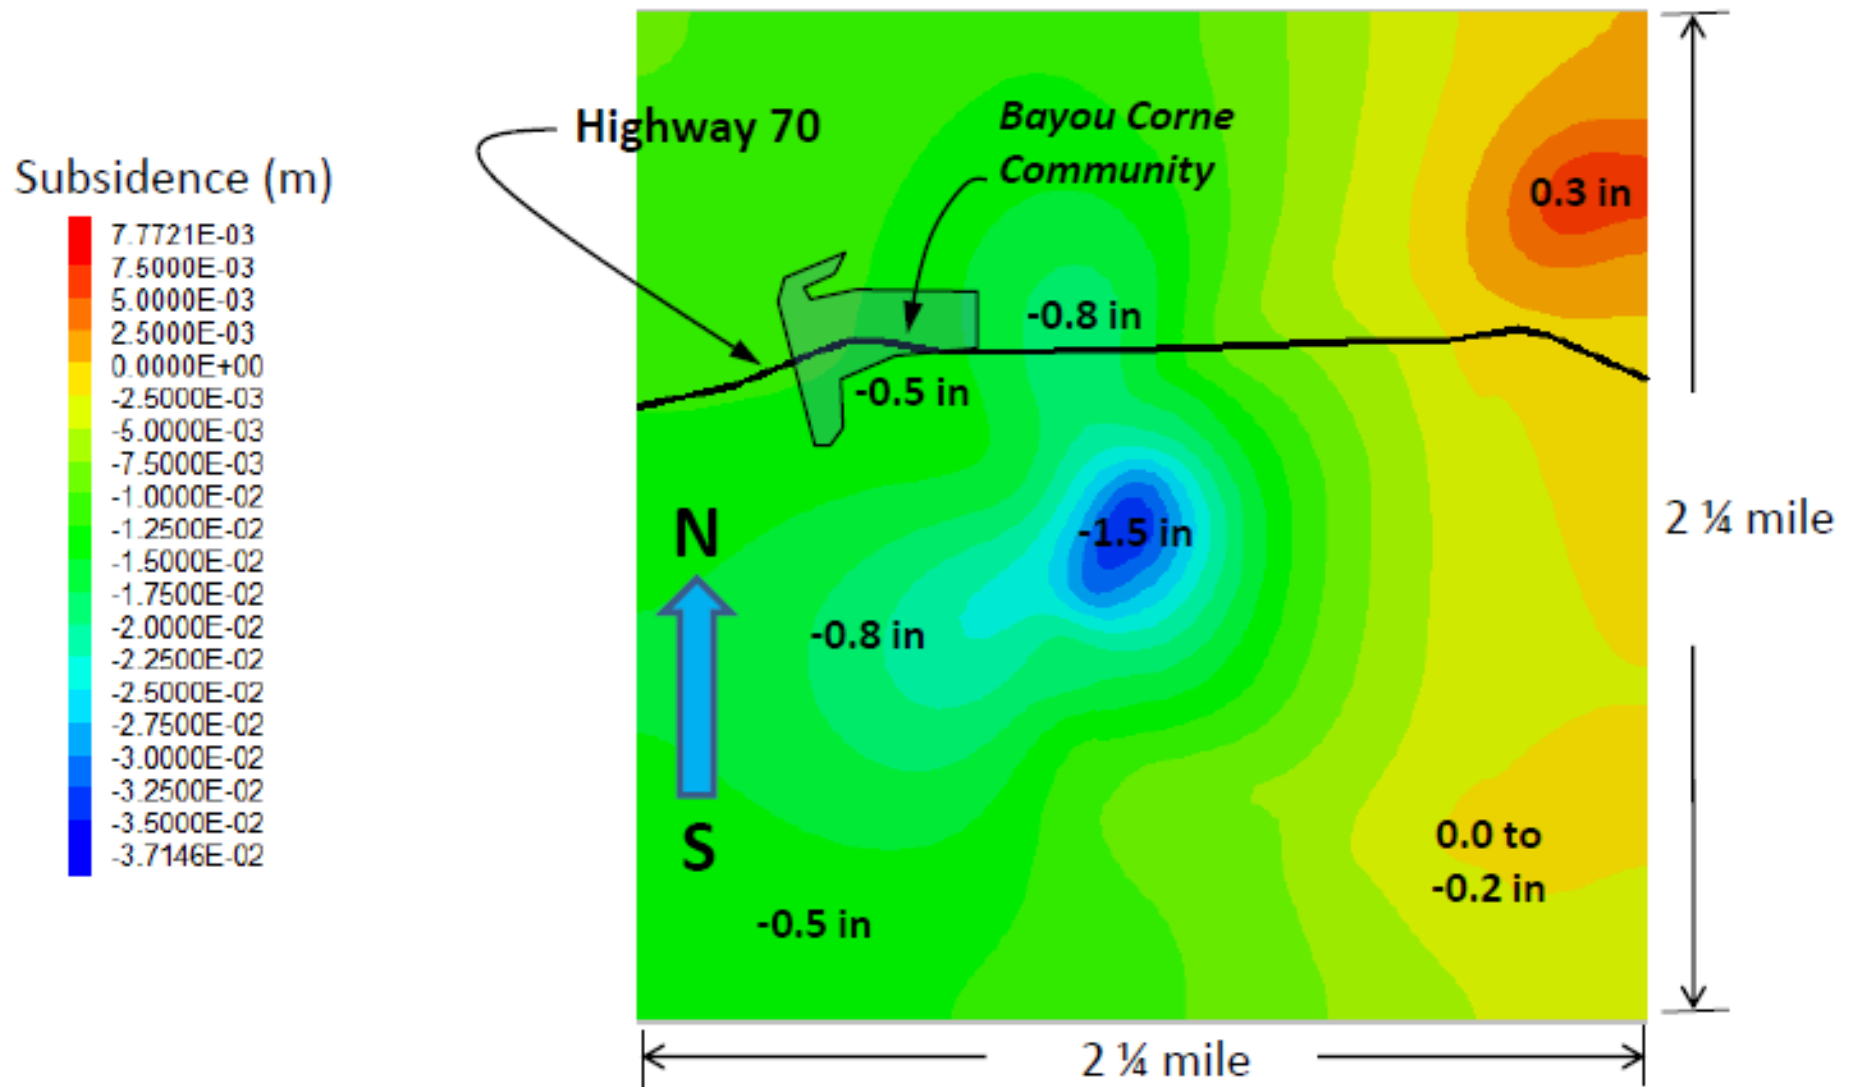 Subsidence (m)
7.7721E-03
7.5000E-03
5.0000E-03
2.5000E-03
0.0000E+00
-2.5000E-03
-5.0000E-03
-7.5000E-03
-1.0000E-02
-1.2500E-02
-1.5000E-02
-1.7500E-02
-2.0000E-02
-2.2500E-02
-2.5000E-02
-2.7500E-02
-3.0000E-02
-3.2500E-02
-3.5000E-02
-3.7146E-02
Highway 70
Bayou Corne
Community
0.3 in
-0.8 in
-0.5 in
N
-1.5 in
-0.8 in
S
0.0 to
-0.2 in
-0.5 in
2 ¼ mile
2 ¼ mile